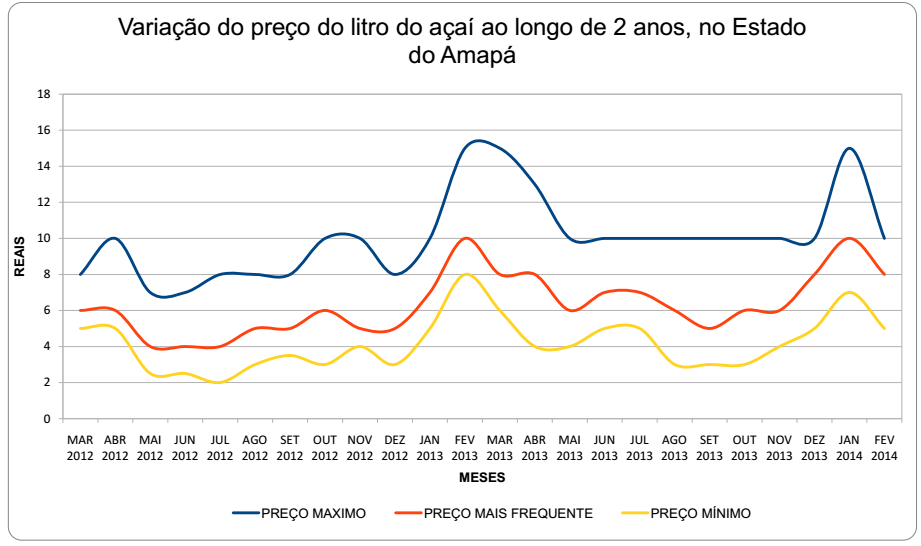 Variação do preço do litro do açaí ao longo de 2 anos, no Estado
do Amapá
18
16
14
12
10
8
6
4
2
0
REAIS
MAR ABR MAI JUN JUL AGO SET OUT NOV DEZ JAN FEV MAR ABR MAI JUN JUL AGO SET OUT NOV DEZ JAN FEV
2012 2012 2012 2012 2012 2012 2012 2012 2012 2012 2013 2013 2013 2013 2013 2013 2013 2013 2013 2013 2013 2013 2014 2014
MESES
PREÇO MAXIMO PREÇO MAIS FREQUENTE PREÇO MÍNIMO